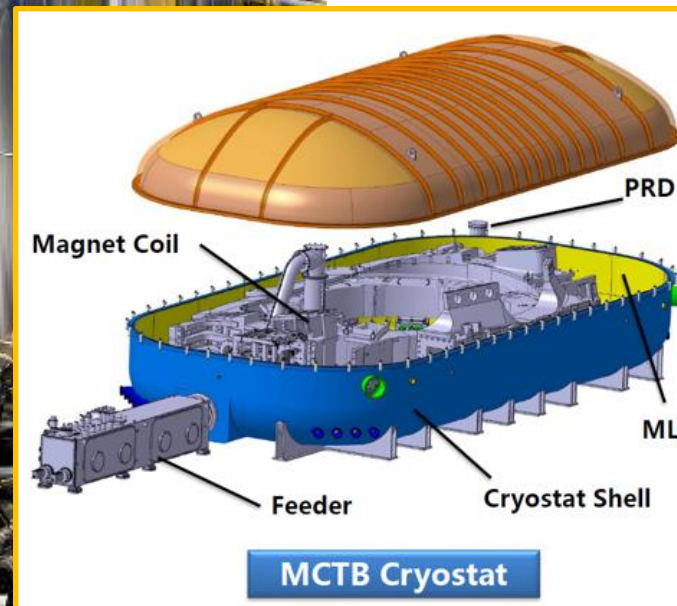 PRD
Magnet Coil
ML
Feeder
Cryostat Shell
MCTB Cryostat